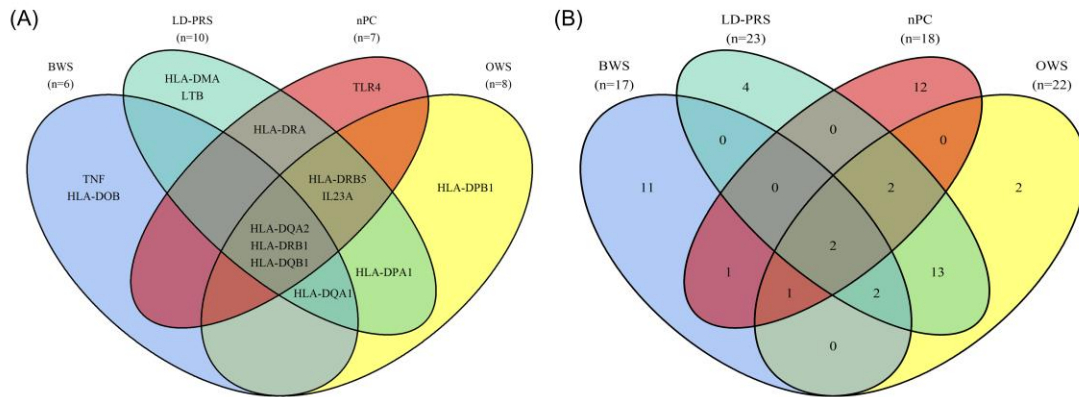 (A)
LD-PRS
(n=10)
nPC
(n=7)
BWS
(n=6)
OWS
(n=8)
HLA-DMA
LTB
TLR4
HLA-DRA
TNF
HLA-DOB
HLA-DRB5
IL23A
HLA-DPB1
HLA-DQA2
HLA-DRB1
HLA-DQB1
HLA-DPA1
HLA-DQA1
(B)
LD-PRS
(n=23)
nPC
(n=18)
BWS
(n=17)
OWS
(n=22)
4
12
0
0
0
11
0
2
2
2
1
13
1
2
0